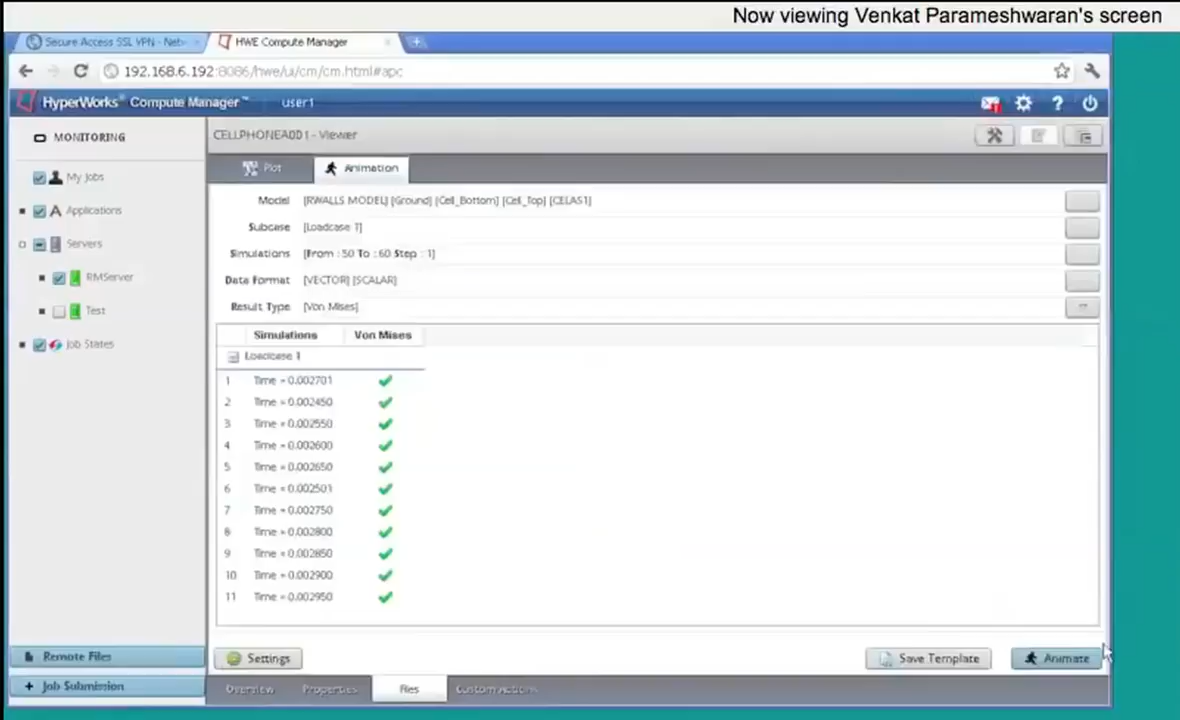 Now viewing Venkat Parameshwaran's screen
Secure Access SSL VPN - Net
HWE Compute Manager
192.168.6.192:8086/hwe/ui/cm/cm.html#apc
HyperWorks® Compute Manager™ user1
MONITORING
CELLPHONEA001 - Viewer
My Jobs
Applications
Servers
RMServer
Test
Job States
Plot Animation
Model [RWALLS MODEL] [Ground] [Cell_Bottom] [Cell_Top] [CELAS1]
Subcase [Loadcase 1]
Simulations [From : 50 To : 60 Step : 1]
Data Format [VECTOR] [SCALAR]
Result Type [Von Mises]
Simulations Von Mises
Loadcase 1
1 Time = 0.002701
2 Time = 0.002450
3 Time = 0.002550
4 Time = 0.002600
5 Time = 0.002650
6 Time = 0.002501
7 Time = 0.002750
8 Time = 0.002800
9 Time = 0.002850
10 Time = 0.002900
11 Time = 0.002950
Remote Files
Job Submission
Settings Save Template Animate
Overview Properties Files Custom Actions